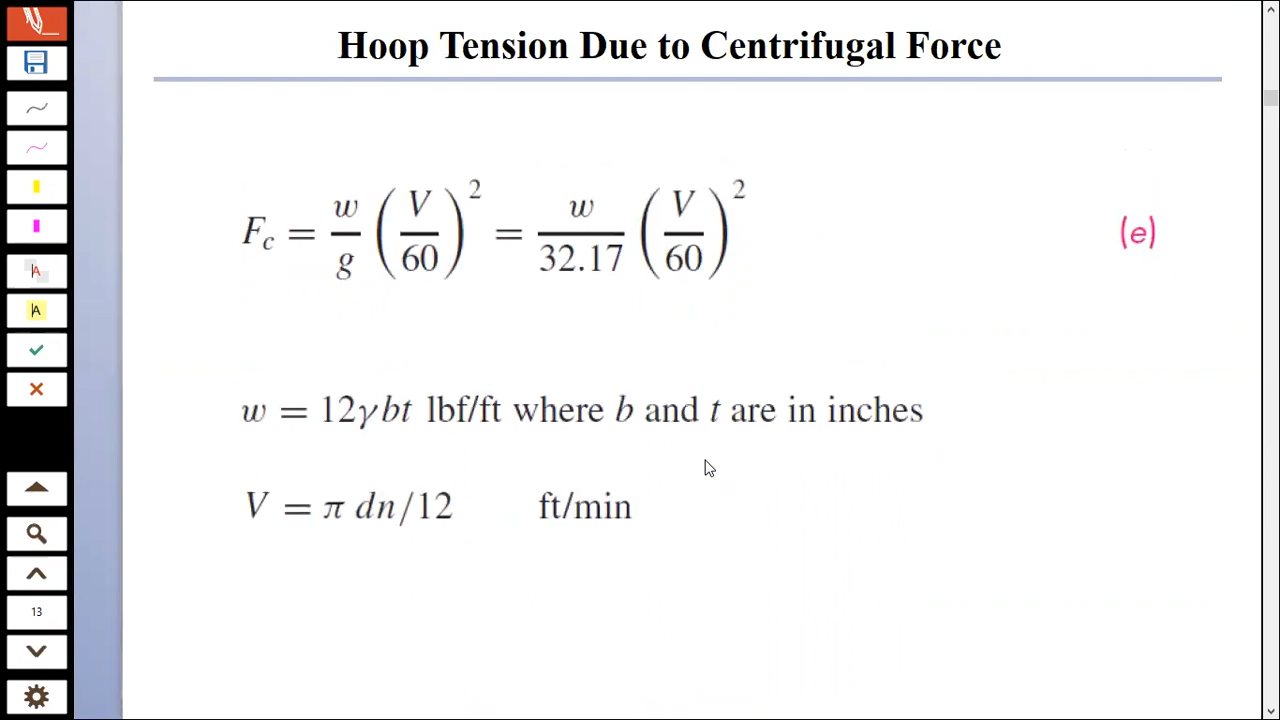 Hoop Tension Due to Centrifugal Force
F_c = w/g (V/60)^2 = w/32.17 (V/60)^2 (e)
w = 12γbt lbf/ft where b and t are in inches
V = π dn/12 ft/min
A
A
13